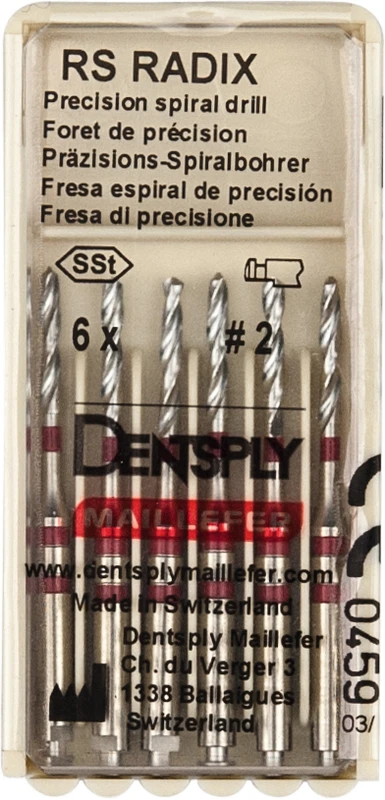 RS RADIX
Precision spiral drill
Foret de précision
Präzisions-Spiralbohrer
Fresa espiral de precisión
Fresa di precisione
SSt
6 x # 2
DENTSPLY
MAILLEFER
www.dentsplymaillefer.com
Made in Switzerland
Dentsply Maillefer
Ch. du Verger 3
1338 Ballaigues
Switzerland
CE 0459
03/